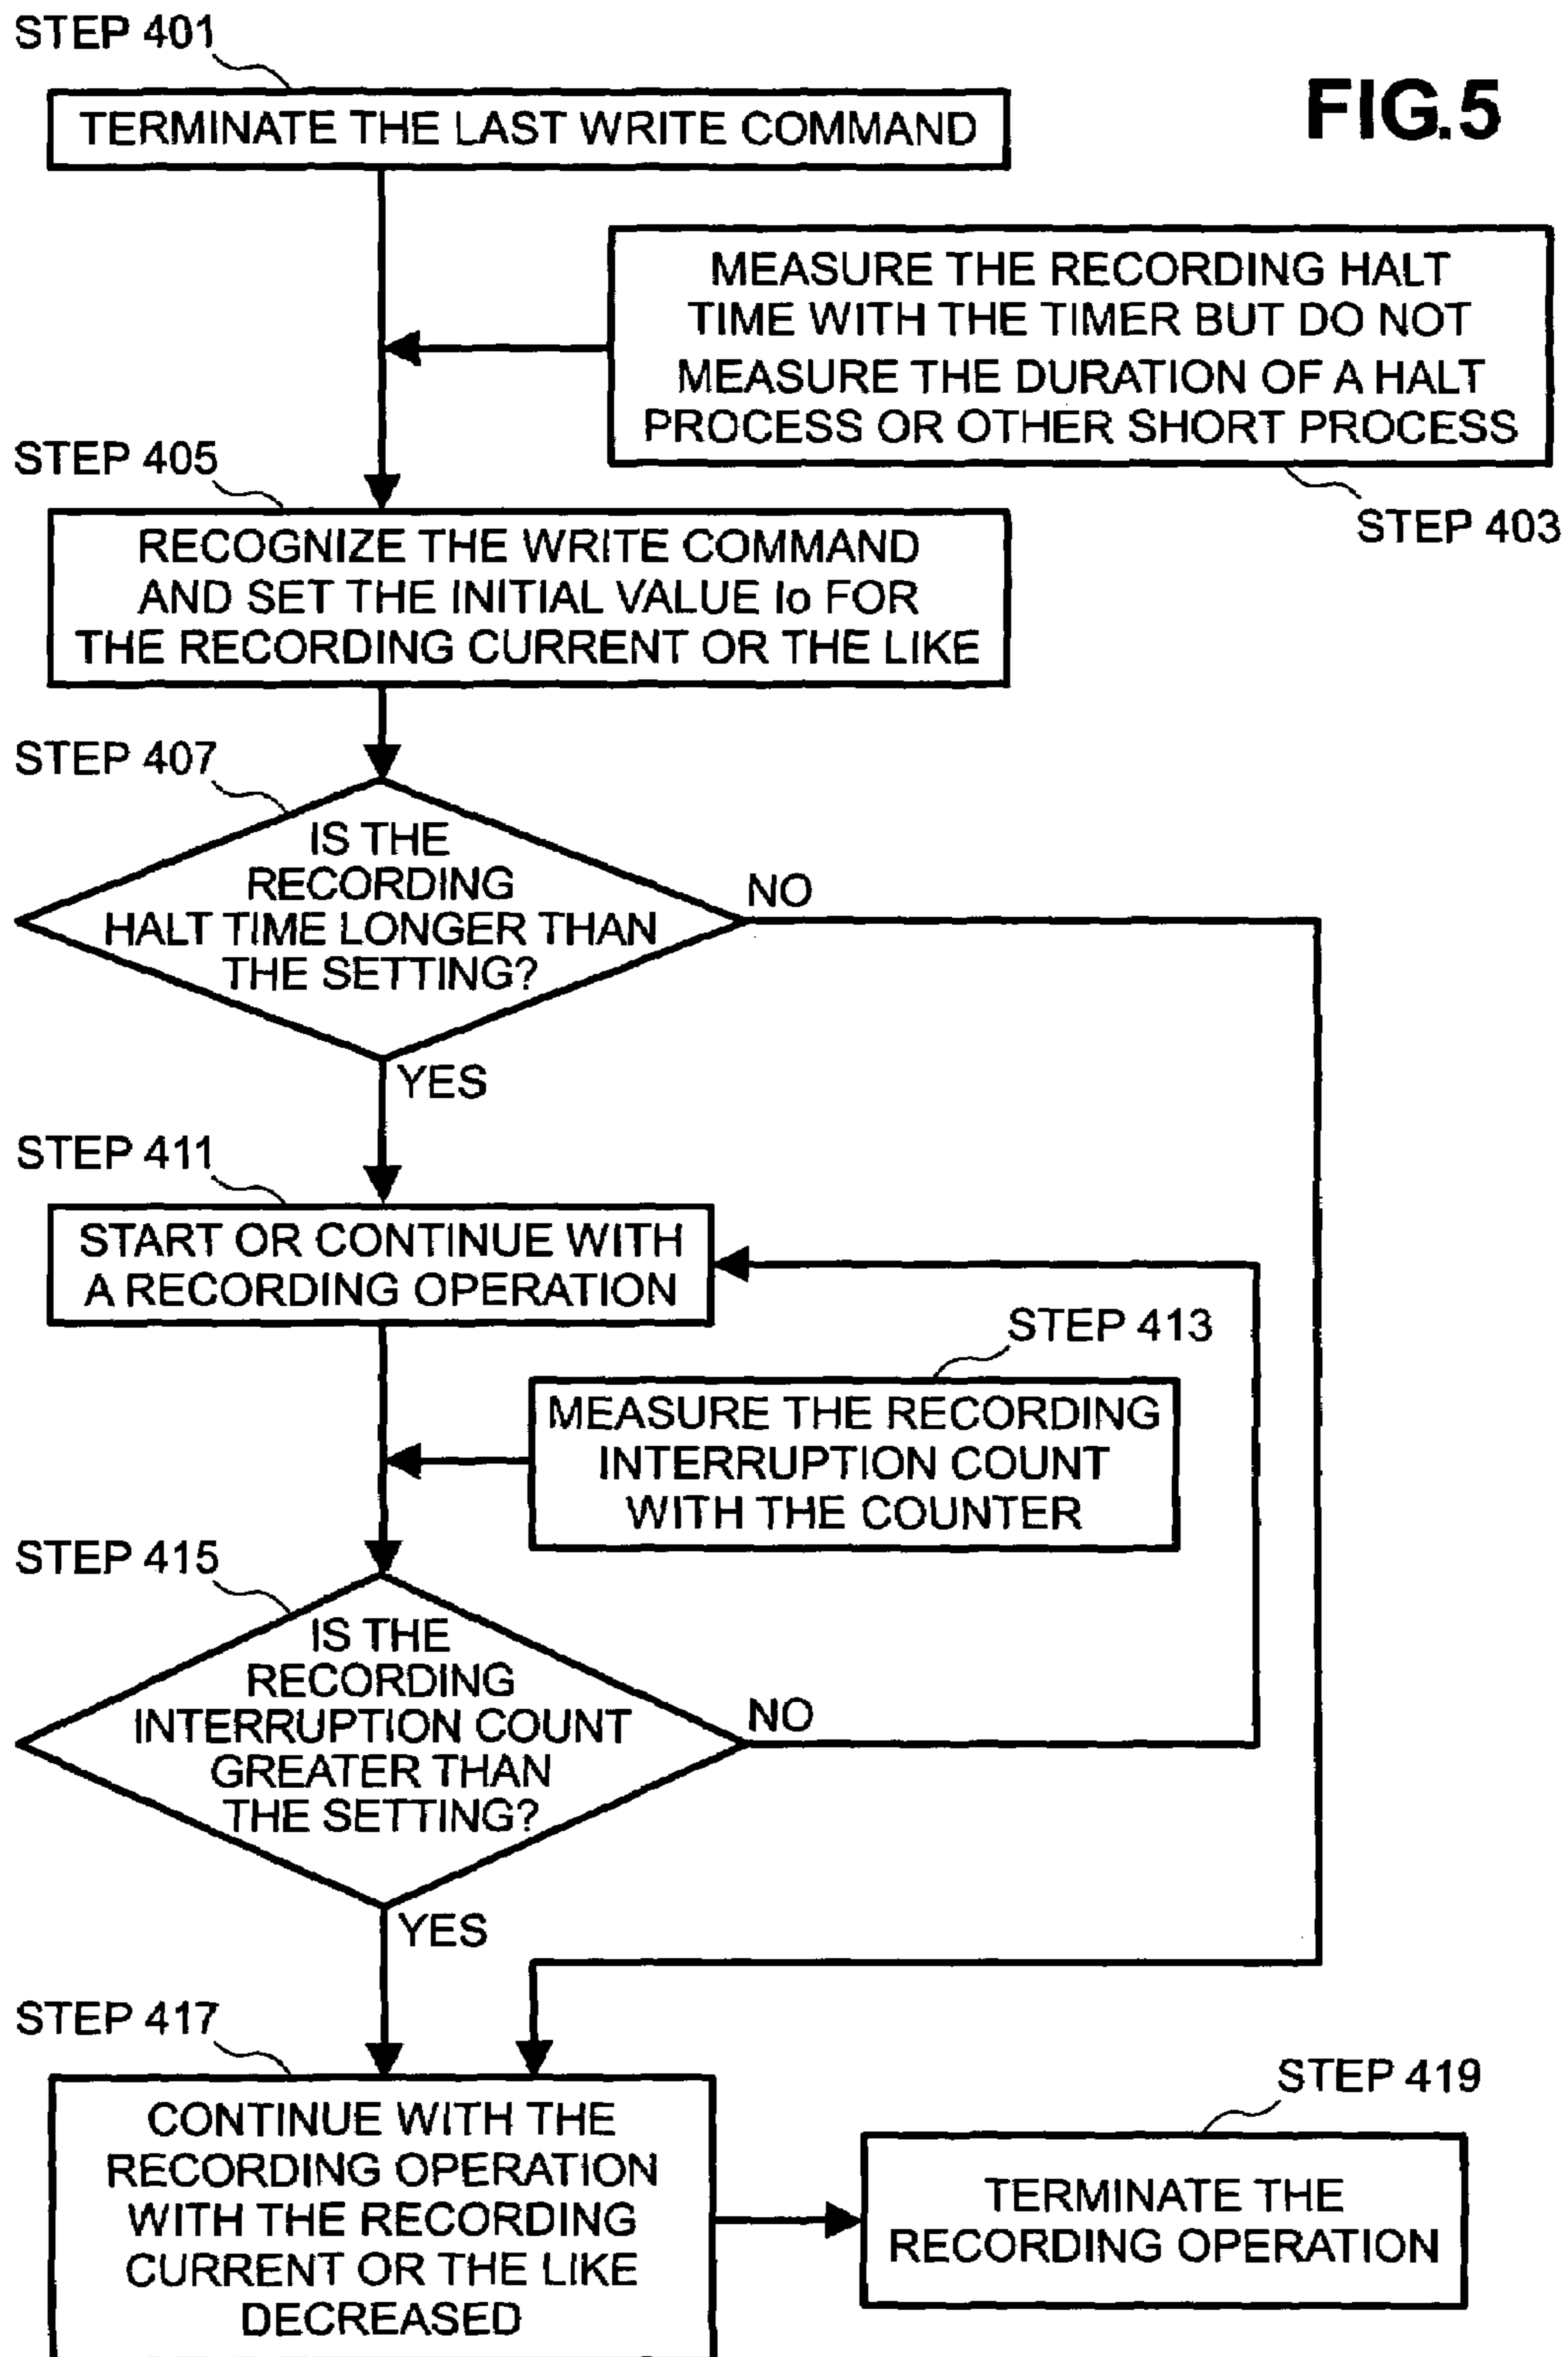 STEP 401
FIG.5
TERMINATE THE LAST WRITE COMMAND
MEASURE THE RECORDING HALT
TIME WITH THE TIMER BUT DO NOT
MEASURE THE DURATION OF A HALT
PROCESS OR OTHER SHORT PROCESS
STEP 403
STEP 405
RECOGNIZE THE WRITE COMMAND
AND SET THE INITIAL VALUE Io FOR
THE RECORDING CURRENT OR THE LIKE
STEP 407
IS THE
RECORDING
HALT TIME LONGER THAN
THE SETTING?
NO
YES
STEP 411
START OR CONTINUE WITH
A RECORDING OPERATION
STEP 413
MEASURE THE RECORDING
INTERRUPTION COUNT
WITH THE COUNTER
STEP 415
IS THE
RECORDING
INTERRUPTION COUNT
GREATER THAN
THE SETTING?
NO
YES
STEP 417
CONTINUE WITH THE
RECORDING OPERATION
WITH THE RECORDING
CURRENT OR THE LIKE
DECREASED
STEP 419
TERMINATE THE
RECORDING OPERATION